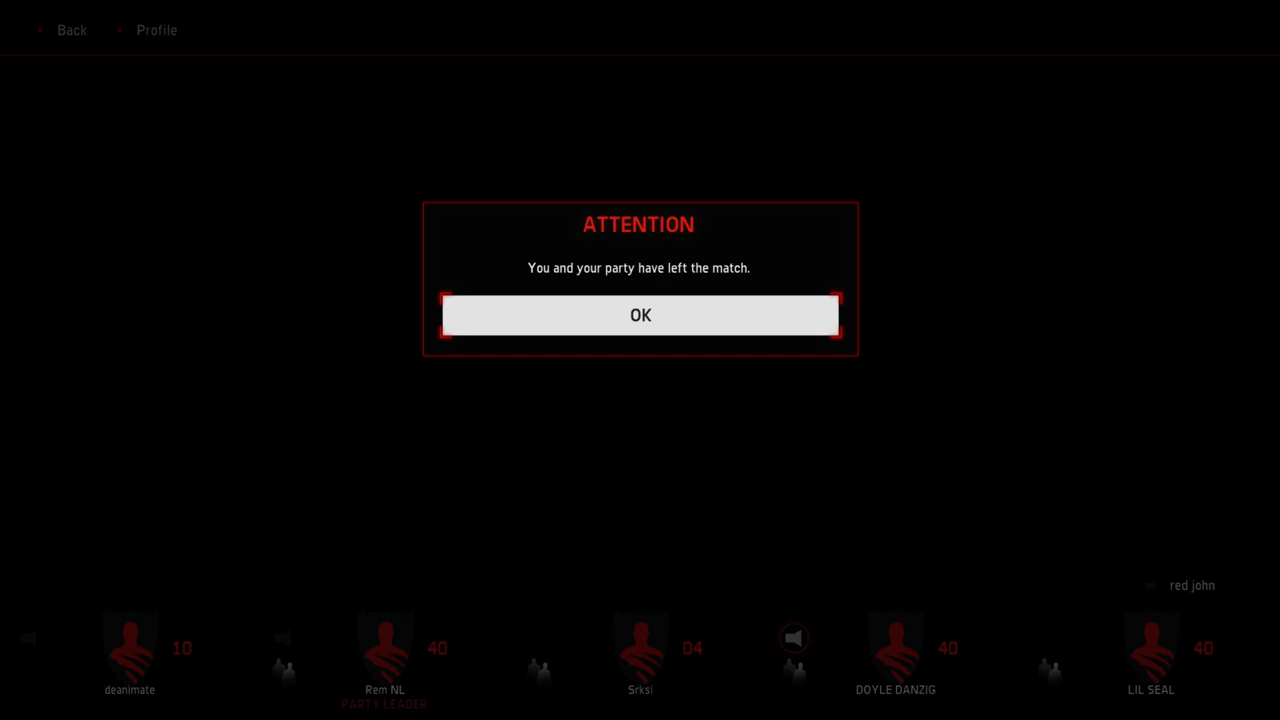 Back
Profile
ATTENTION
You and your party have left the match.
OK
red john
10
40
04
40
40
deanimate
Rem NL
Srksi
DOYLE DANZIG
LIL SEAL
PARTY LEADER